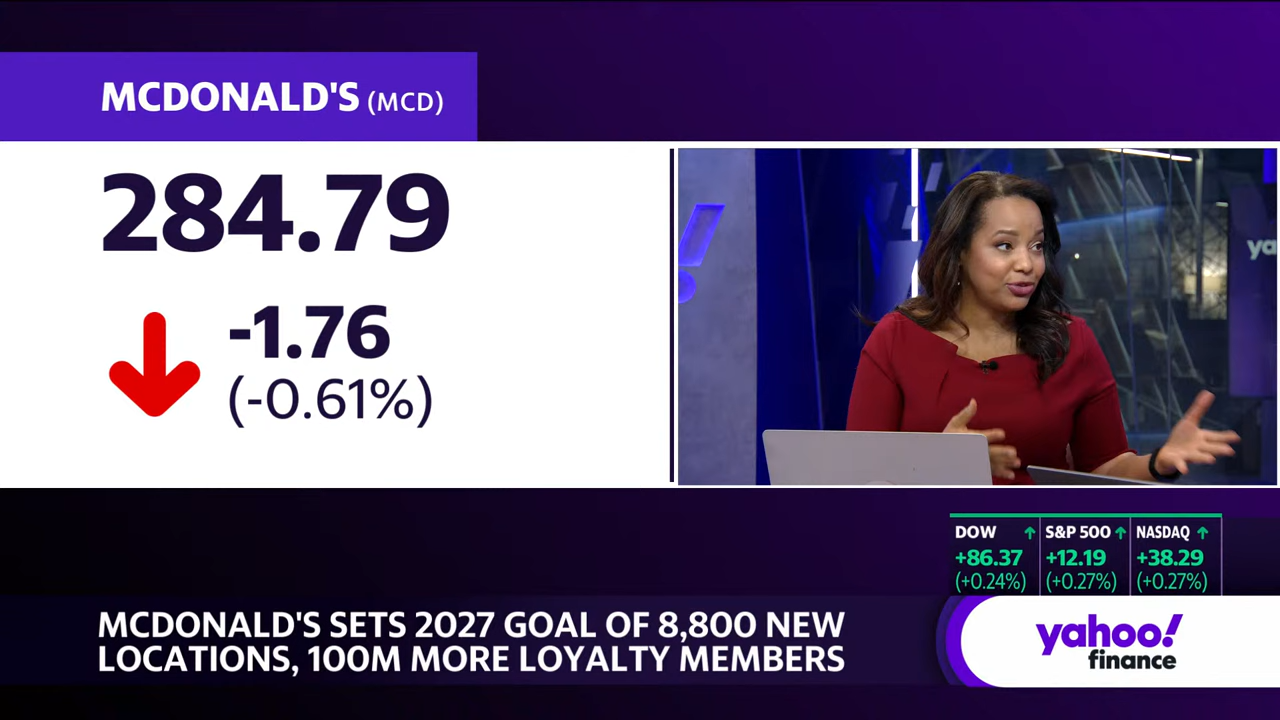 MCDONALD'S (MCD)
284.79
-1.76
(-0.61%)
!
ya
DOW
+86.37
(+0.24%)
S&P 500
+12.19
(+0.27%)
NASDAQ
+38.29
(+0.27%)
MCDONALD'S SETS 2027 GOAL OF 8,800 NEW
LOCATIONS, 100M MORE LOYALTY MEMBERS
yahoo!
finance